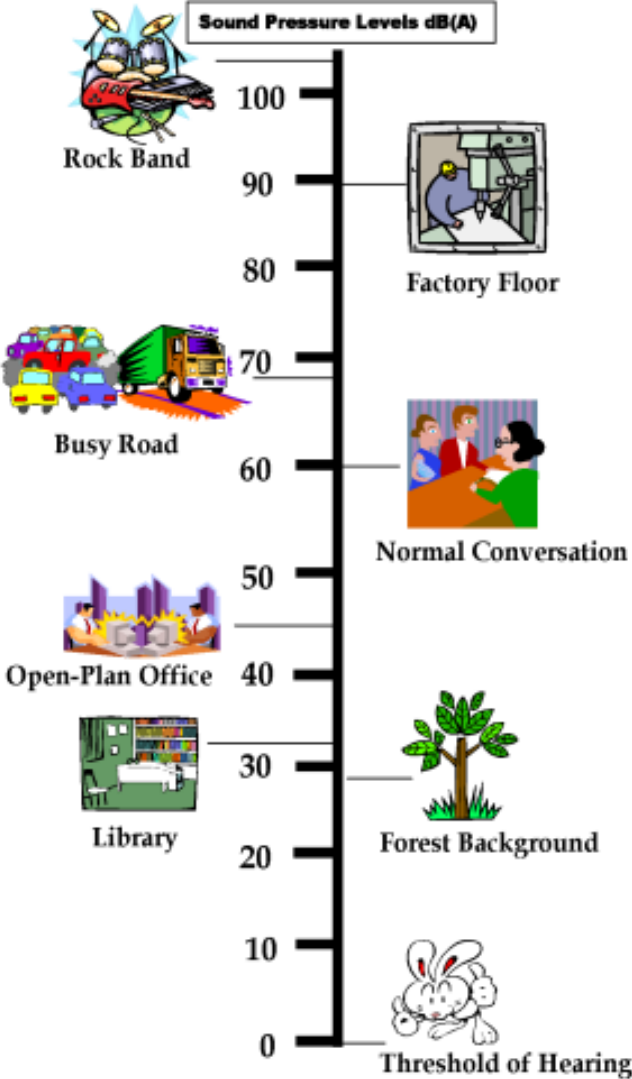 Sound Pressure Levels dB(A)
100
Rock Band
90
80
Factory Floor
70
Busy Road
60
Normal Conversation
50
Open-Plan Office
40
30
Library
Forest Background
20
10
0
Threshold of Hearing